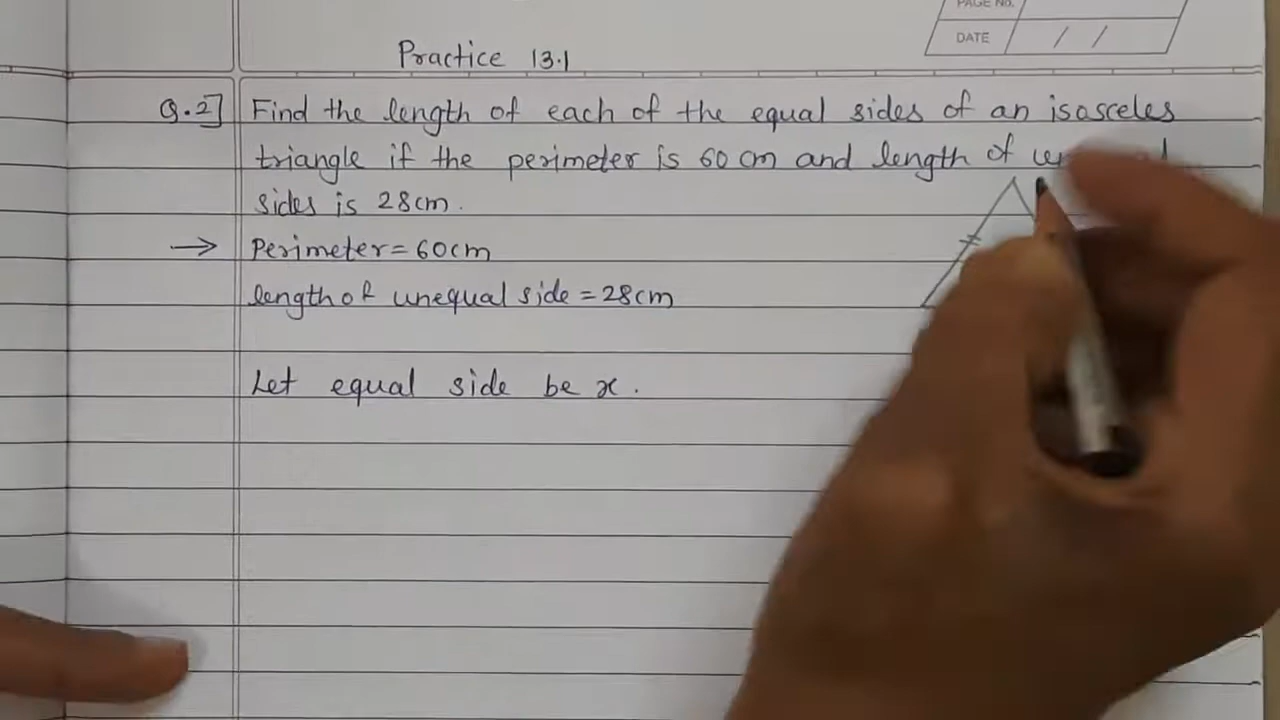 PAGE No.
DATE / /
Practice 13.1
Q.2] Find the length of each of the equal sides of an isosceles
triangle if the perimeter is 60 cm and length of
sides is 28cm.
→ Perimeter = 60cm
length of unequal side = 28cm
Let equal side be x.